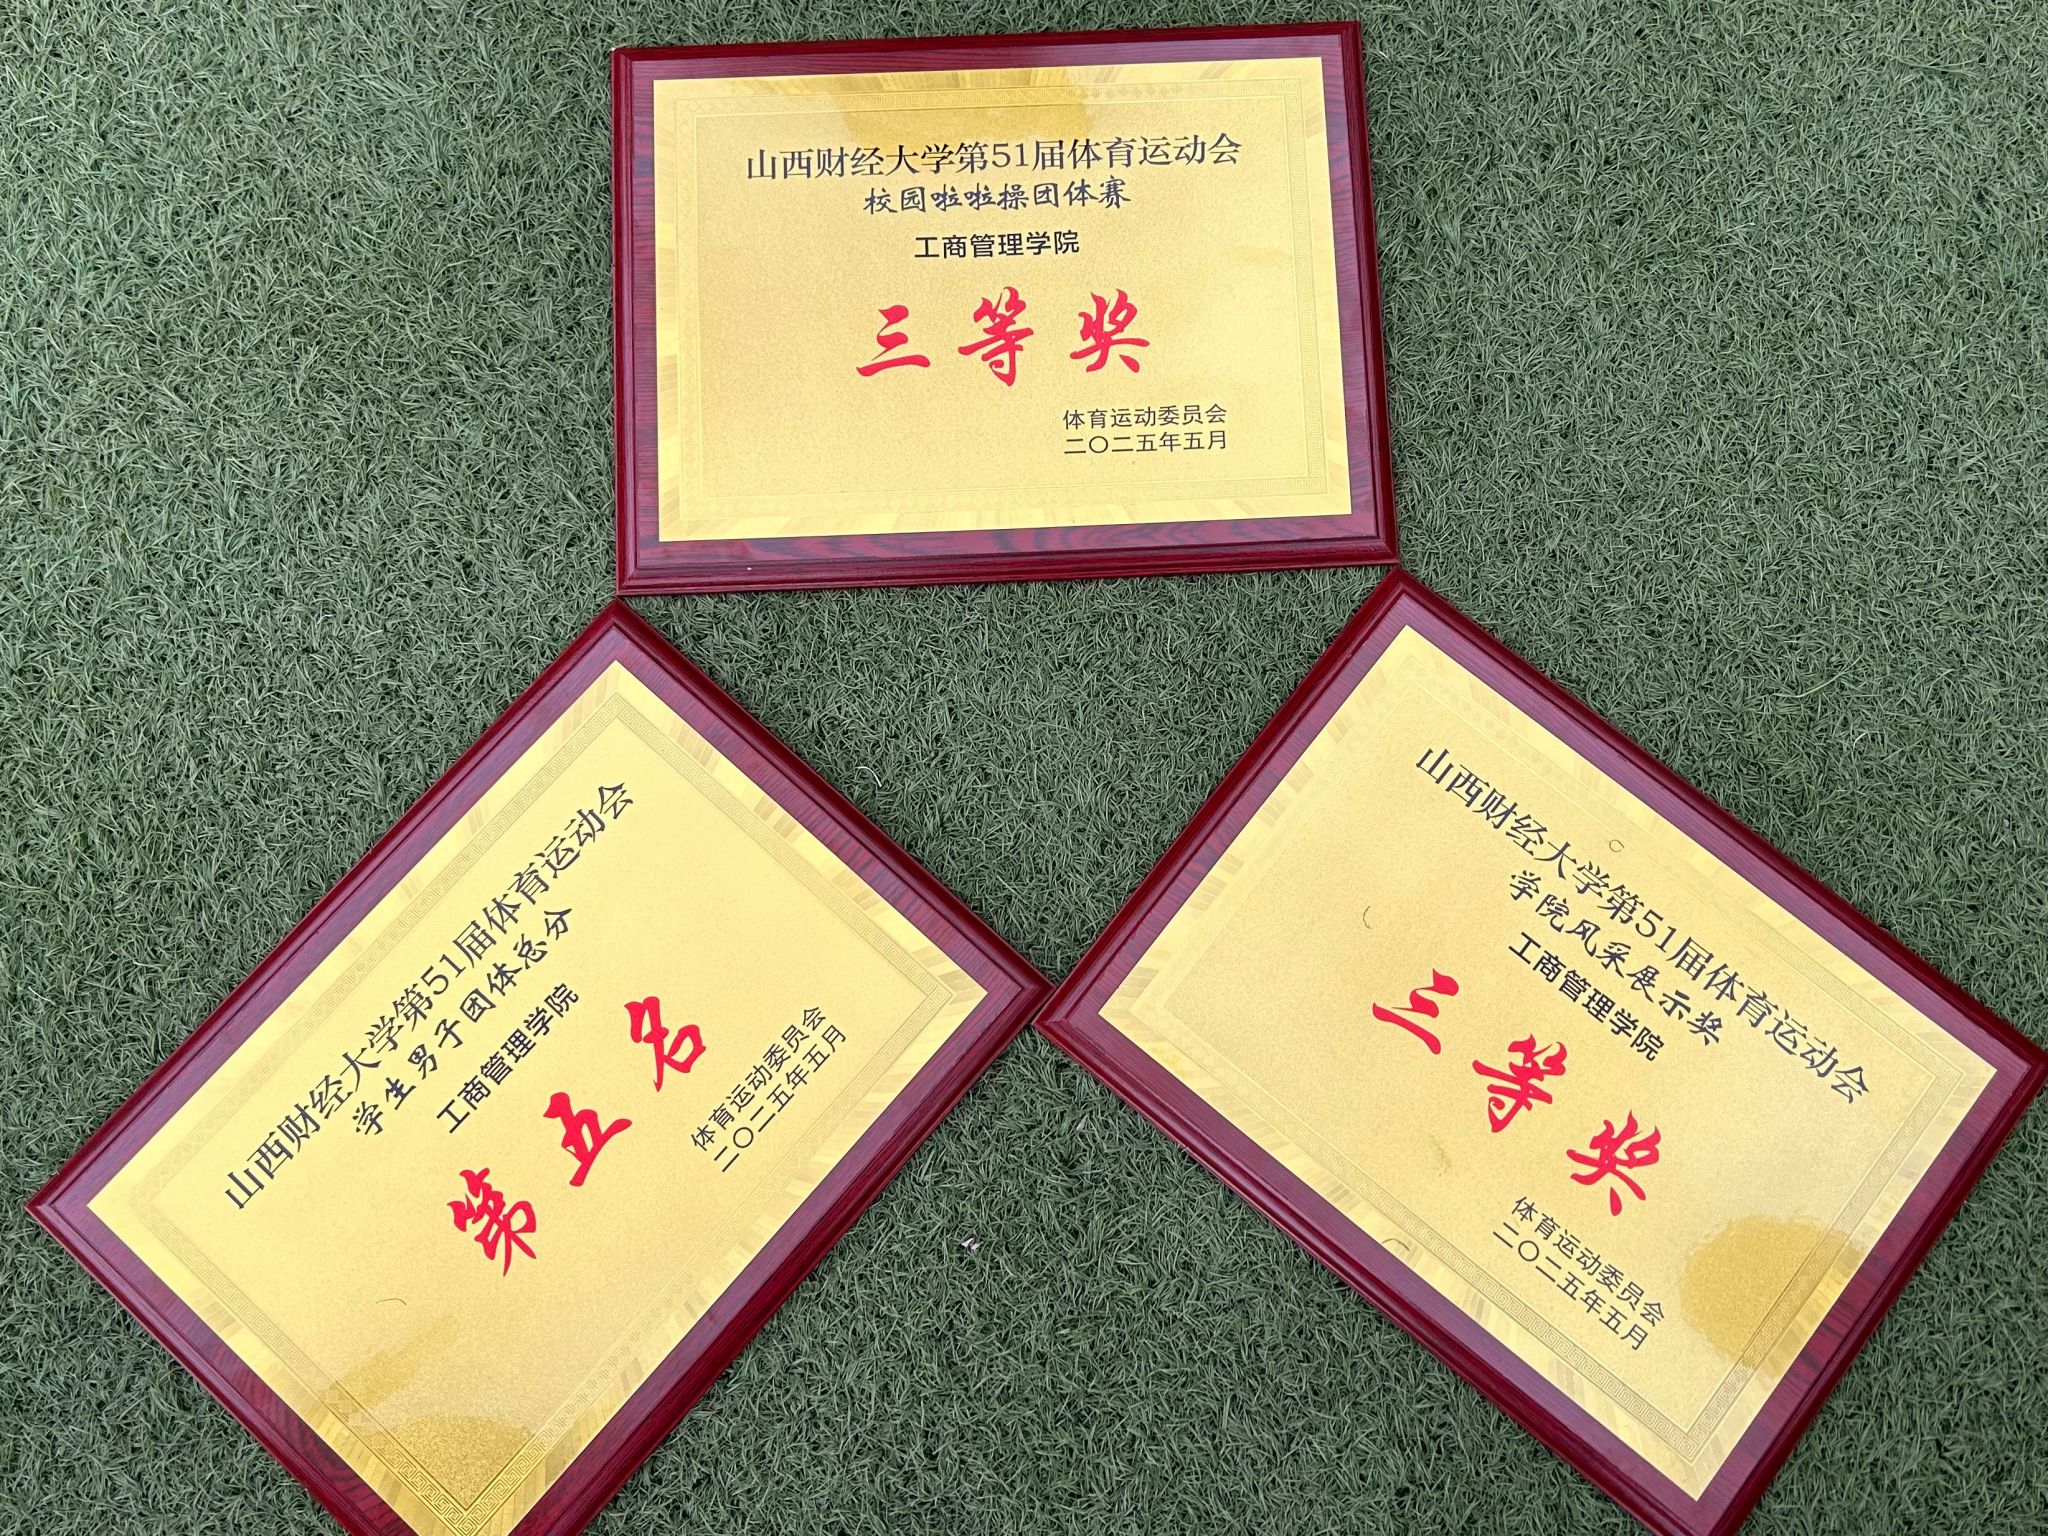 山西财经大学第51届体育运动会
校园啦啦操团体赛
工商管理学院
三等奖
体育运动委员会
二〇二五年五月
山西财经大学第51届体育运动会
学生男子团体总分
工商管理学院
第五名
体育运动委员会
二〇二五年五月
山西财经大学第51届体育运动会
学院风采展示奖
工商管理学院
三等奖
体育运动委员会
二〇二五年五月